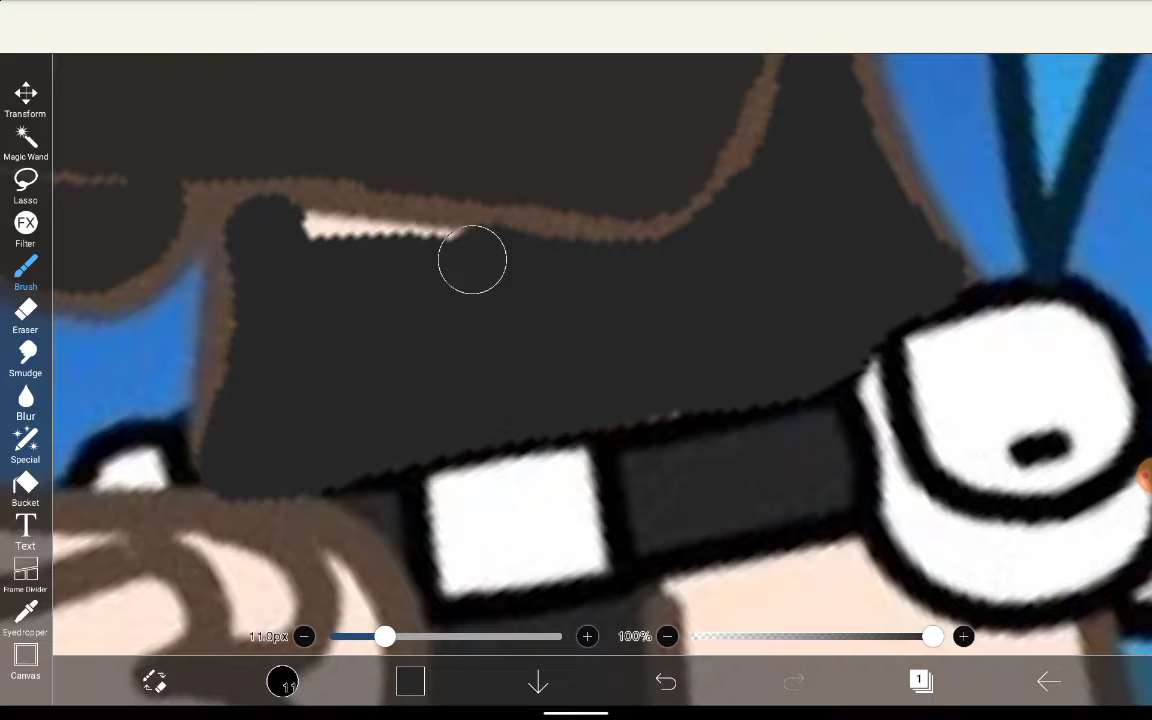 Transform
Magic Wand
Lasso
FX
Filter
Brush
Eraser
Smudge
Blur
Special
Bucket
T
Text
Frame Divider
Eyedropper
Canvas
11.0px
100%
11
1